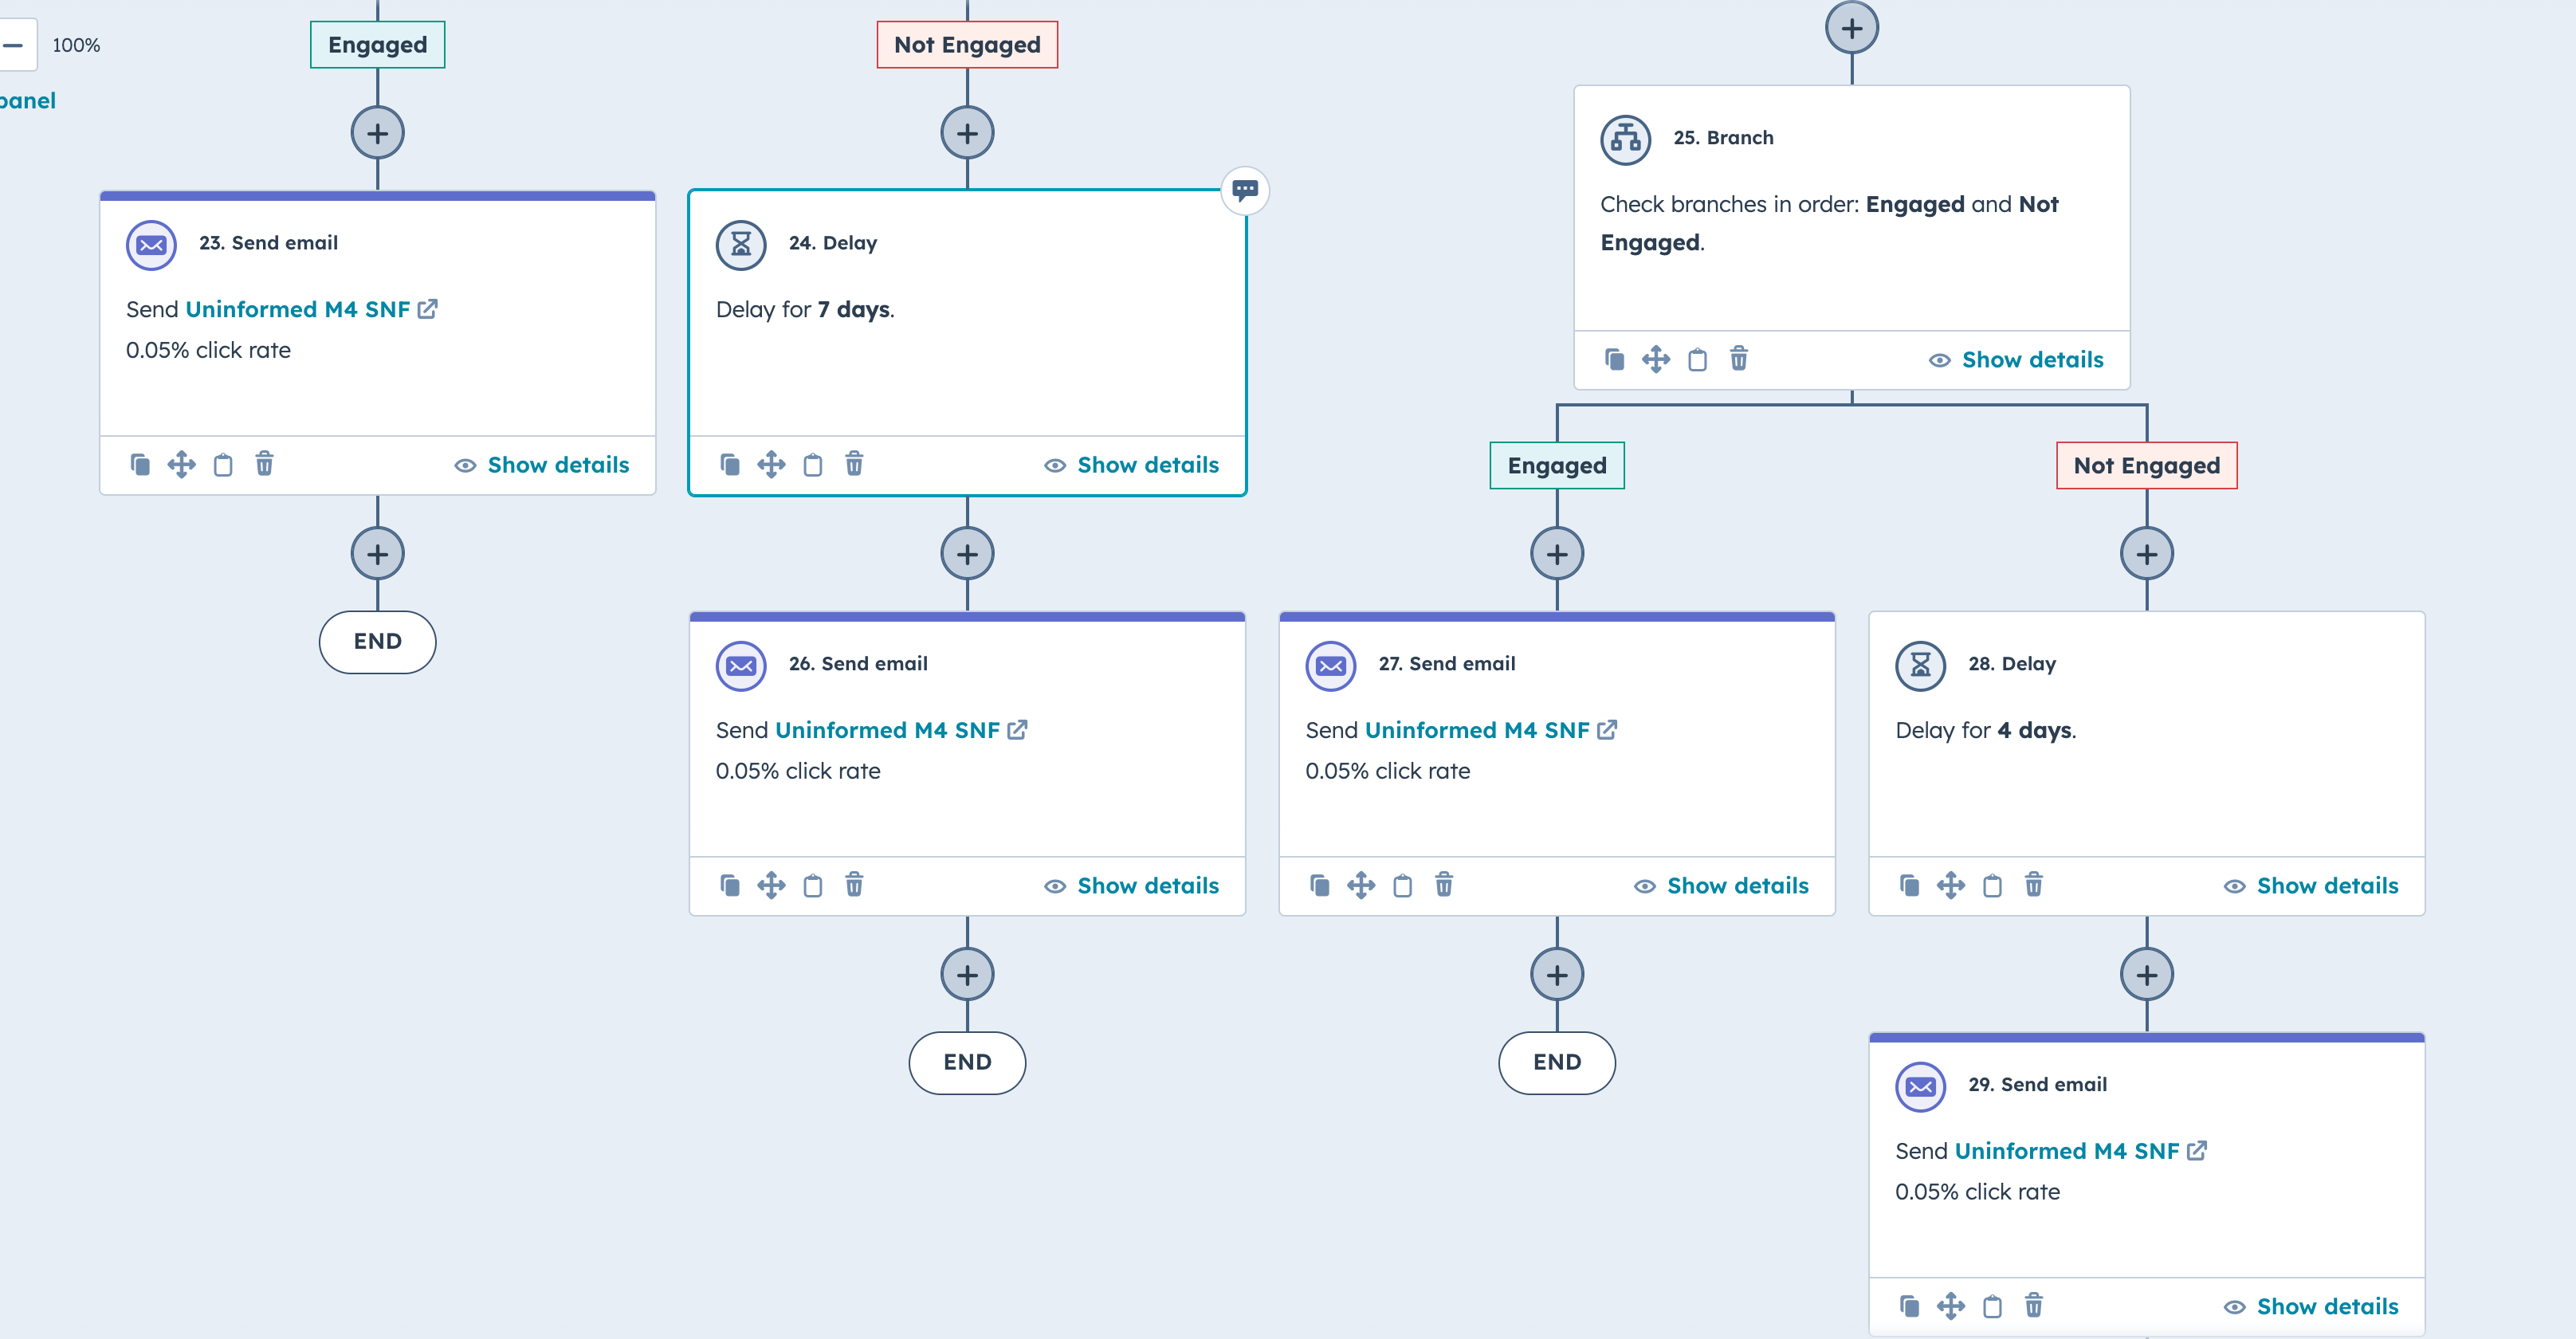 100%
panel
Engaged
Not Engaged
23. Send email
Send Uninformed M4 SNF
0.05% click rate
Show details
END
24. Delay
Delay for 7 days.
Show details
26. Send email
Send Uninformed M4 SNF
0.05% click rate
Show details
END
25. Branch
Check branches in order: Engaged and Not
Engaged.
Show details
Engaged
Not Engaged
27. Send email
Send Uninformed M4 SNF
0.05% click rate
Show details
END
28. Delay
Delay for 4 days.
Show details
29. Send email
Send Uninformed M4 SNF
0.05% click rate
Show details